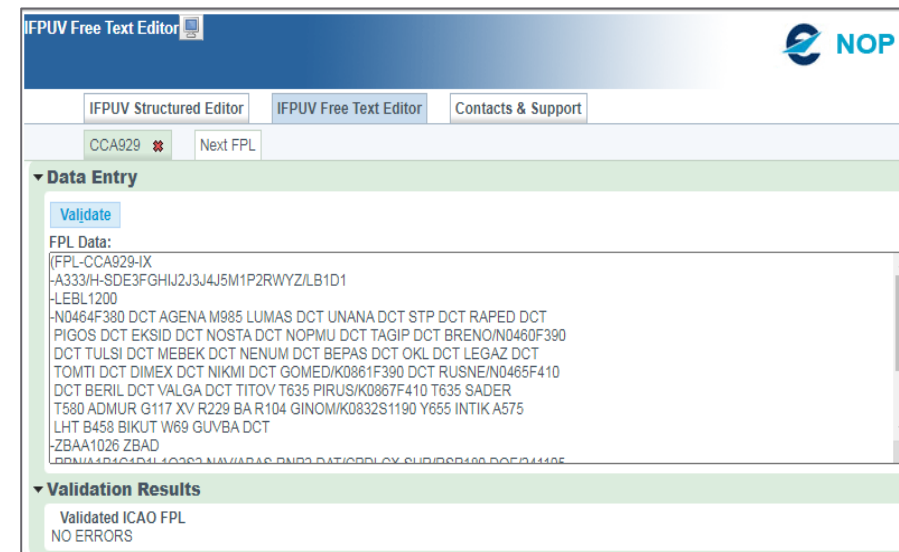 IFPUV Free Text Editor
NOP
IFPUV Structured Editor IFPUV Free Text Editor Contacts & Support
CCA929 Next FPL
Data Entry
Validate
FPL Data:
(FPL-CCA929-IX
-A333/H-SDE3FGHIJ2J3J4J5M1P2RWYZ/LB1D1
-LEBL1200
-N0464F380 DCT AGENA M985 LUMAS DCT UNANA DCT STP DCT RAPED DCT
PIGOS DCT EKSID DCT NOSTA DCT NOPMU DCT TAGIP DCT BRENO/N0460F390
DCT TULSI DCT MEBEK DCT NENUM DCT BEPAS DCT OKL DCT LEGAZ DCT
TOMTI DCT DIMEX DCT NIKMI DCT GOMED/K0861F390 DCT RUSNE/N0465F410
DCT BERIL DCT VALGA DCT TITOV T635 PIRUS/K0867F410 T635 SADER
T580 ADMUR G117 XV R229 BA R104 GINOM/K0832S1190 Y655 INTIK A575
LHT B458 BIKUT W69 GUVBA DCT
-ZBAA1026 ZBAD
Validation Results
Validated ICAO FPL
NO ERRORS